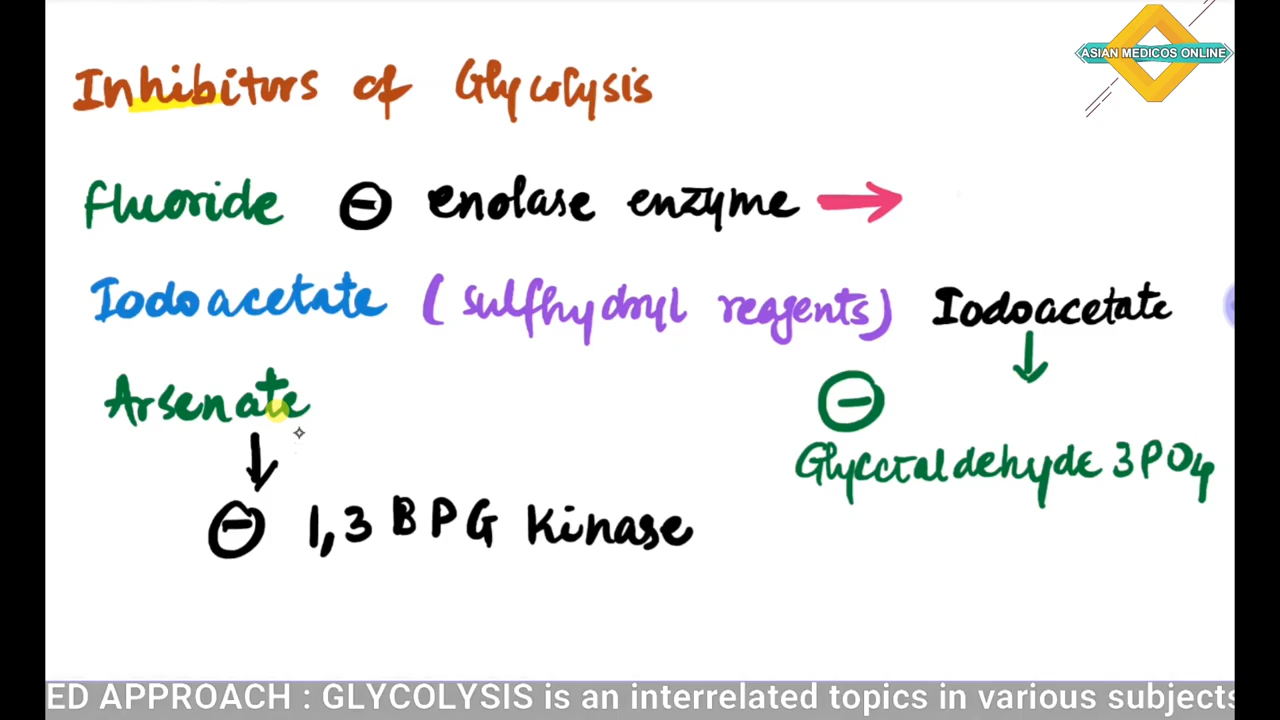 ASIAN MEDICOS ONLINE
Inhibitors of Glycolysis
fluoride ⊖ enolase enzyme →
Iodoacetate (sulfhydryl reagents) Iodoacetate
↓
Arsenate ⊖
↓ Glyceraldehyde 3PO4
⊖ 1,3 BPG Kinase
ED APPROACH : GLYCOLYSIS is an interrelated topics in various subjects